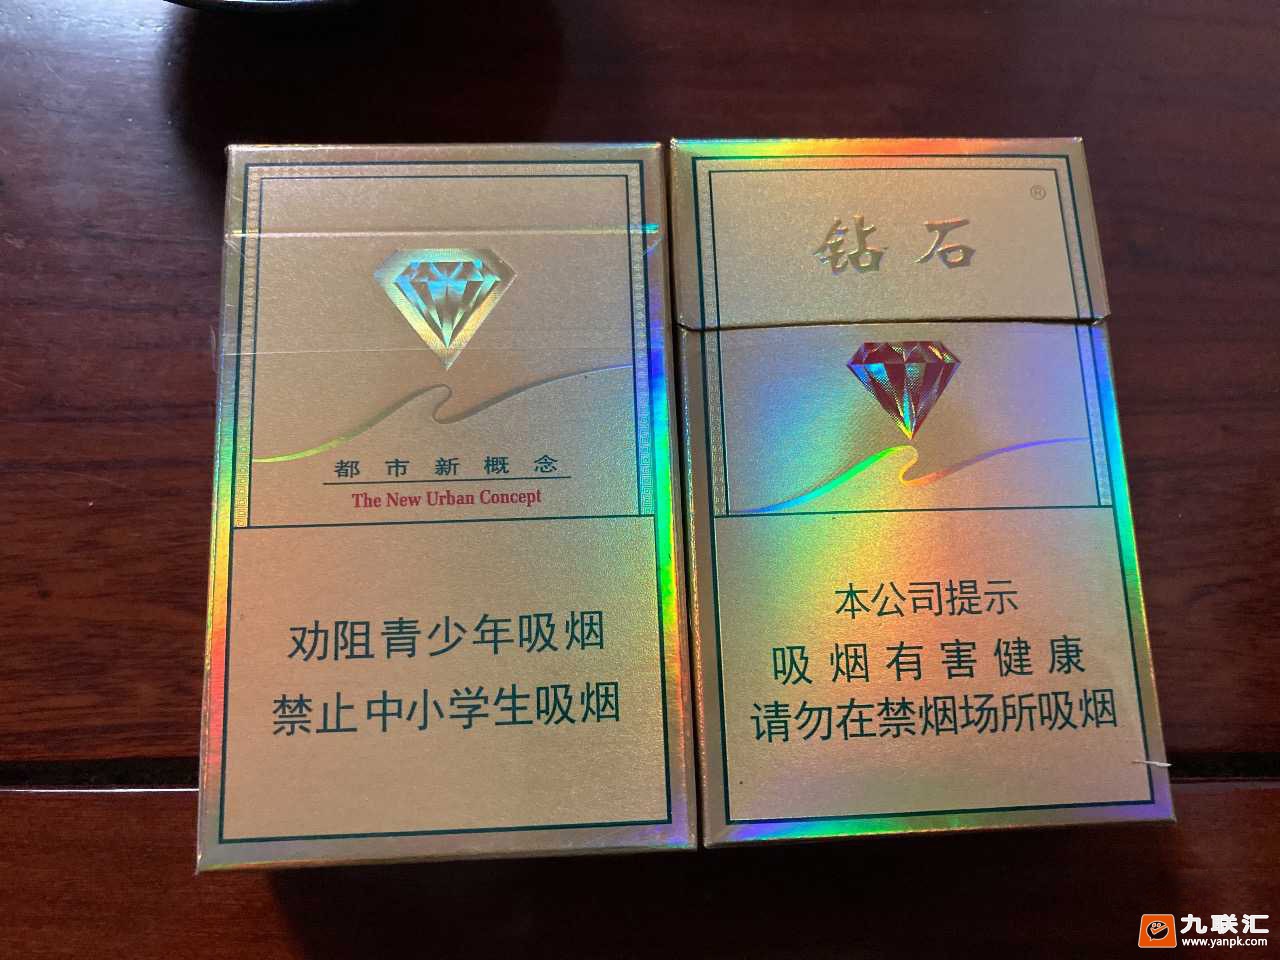 都市新概念
The New Urban Concept
劝阻青少年吸烟
禁止中小学生吸烟
®
钻石
本公司提示
吸烟有害健康
请勿在禁烟场所吸烟
九联汇
www.yanpk.com